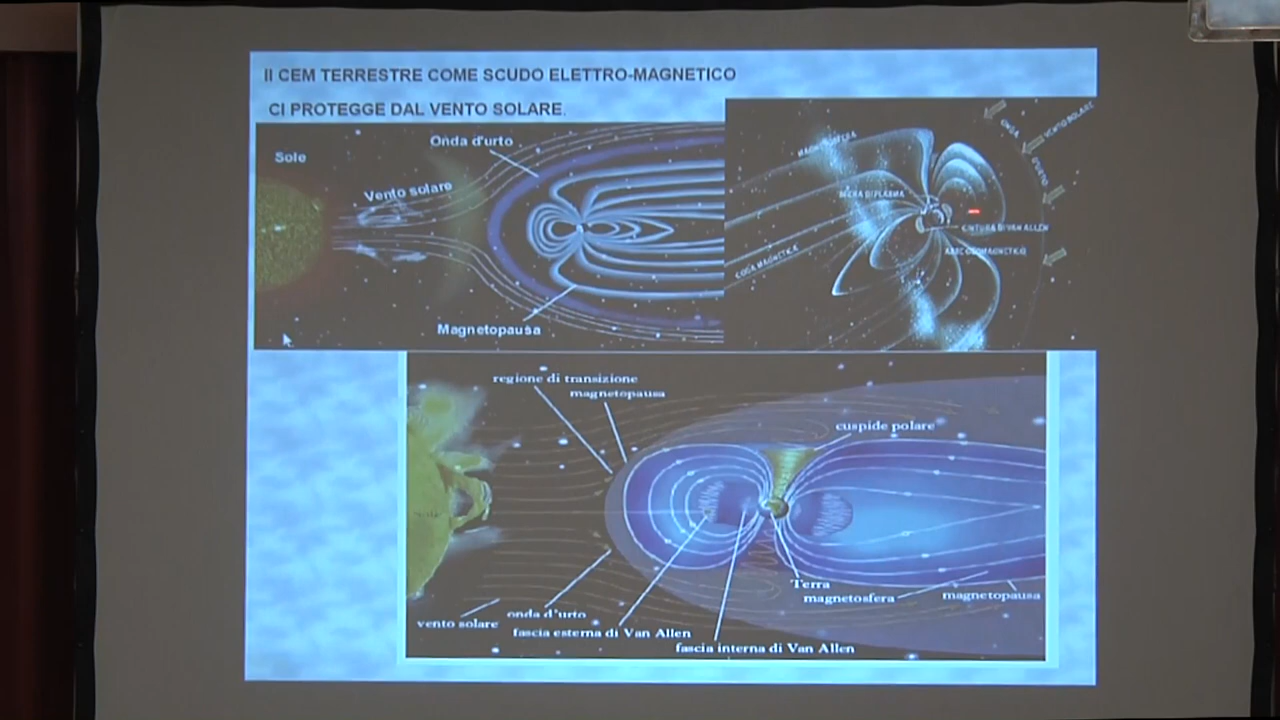 Il CEM TERRESTRE COME SCUDO ELETTRO-MAGNETICO
CI PROTEGGE DAL VENTO SOLARE.
Sole
Onda d'urto
Vento solare
Magnetopausa
VENTO SOLARE
ONDA
D'URTO
CINTURA DI VAN ALLEN
CODA MAGNETICA
regione di transizione
magnetopausa
cuspide polare
Terra
magnetosfera
magnetopausa
onda d'urto
vento solare
fascia esterna di Van Allen
fascia interna di Van Allen